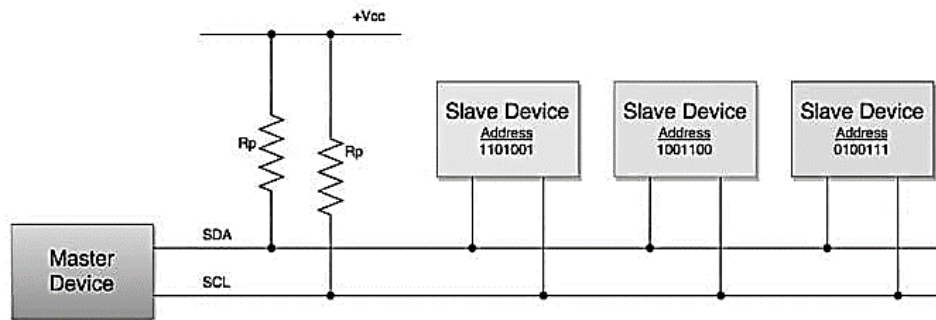 +Vcc
Rp
Rp
Slave Device
Address
1101001
Slave Device
Address
1001100
Slave Device
Address
0100111
Master
Device
SDA
SCL